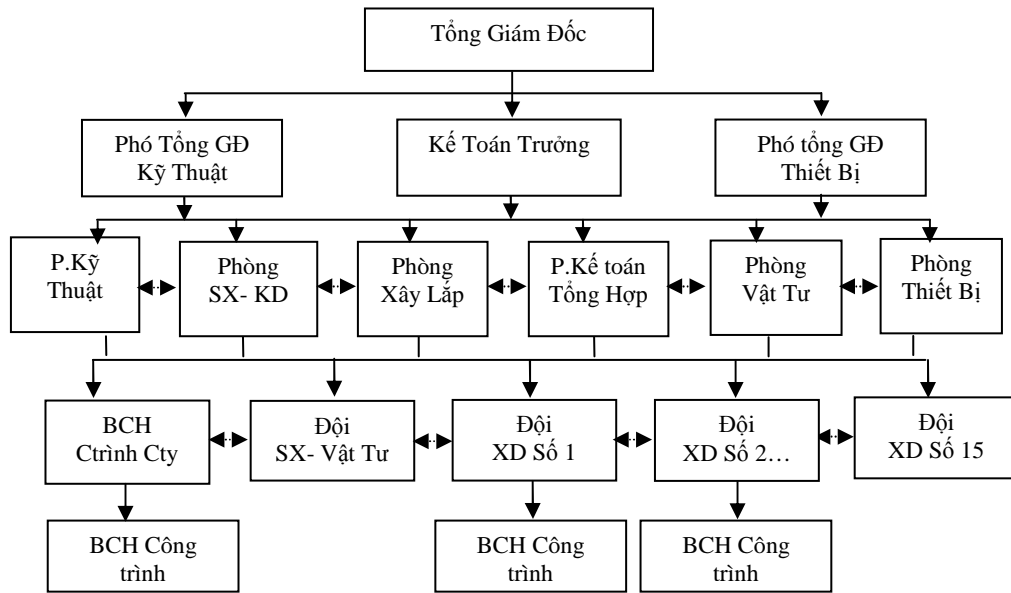 Tổng Giám Đốc
Phó Tổng GĐ
Kỹ Thuật
Kế Toán Trưởng
Phó tổng GĐ
Thiết Bị
P.Kỹ
Thuật
Phòng
SX- KD
Phòng
Xây Lắp
P.Kế toán
Tổng Hợp
Phòng
Vật Tư
Phòng
Thiết Bị
BCH
Ctrình Cty
Đội
SX- Vật Tư
Đội
XD Số 1
Đội
XD Số 2…
Đội
XD Số 15
BCH Công
trình
BCH Công
trình
BCH Công
trình